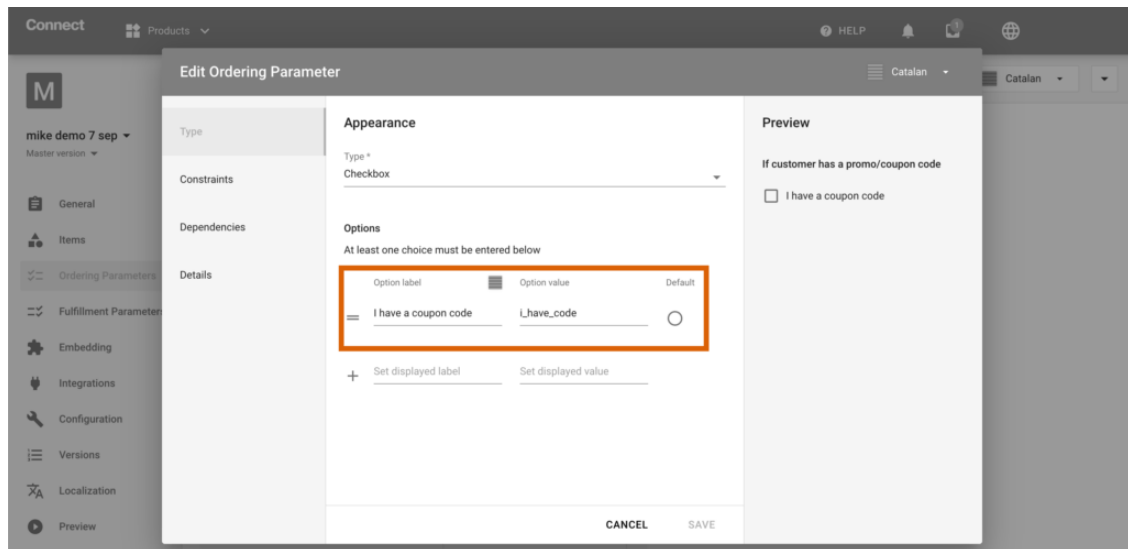 Connect
Products
HELP
1
M
mike demo 7 sep
Master version
General
Items
Ordering Parameters
Fulfillment Parameter
Embedding
Integrations
Configuration
Versions
Localization
Preview
Catalan
Edit Ordering Parameter
Catalan
Type
Constraints
Dependencies
Details
Appearance
Type *
Checkbox
Options
At least one choice must be entered below
Option label Option value Default
I have a coupon code i_have_code
Set displayed label Set displayed value
CANCEL SAVE
Preview
If customer has a promo/coupon code
I have a coupon code